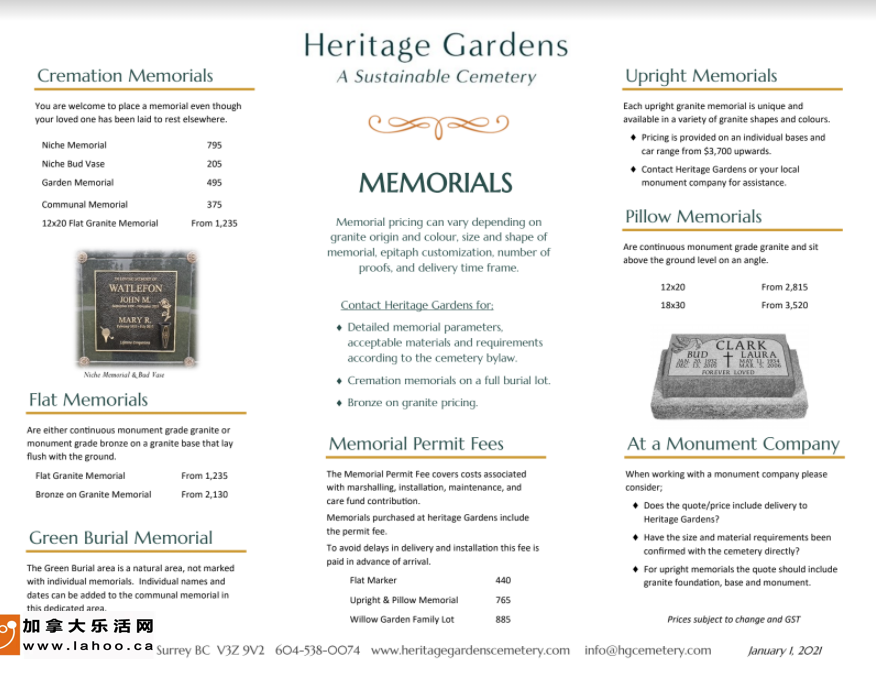 Heritage Gardens
A Sustainable Cemetery
Cremation Memorials
You are welcome to place a memorial even though
your loved one has been laid to rest elsewhere.
Niche Memorial 795
Niche Bud Vase 205
Garden Memorial 495
Communal Memorial 375
12x20 Flat Granite Memorial From 1,235
WATLEFON
JOHN M.
MARY R.
Niche Memorial & Bud Vase
Flat Memorials
Are either continuous monument grade granite or
monument grade bronze on a granite base that lay
flush with the ground.
Flat Granite Memorial From 1,235
Bronze on Granite Memorial From 2,130
Green Burial Memorial
The Green Burial area is a natural area, not marked
with individual memorials. Individual names and
dates can be added to the communal memorial in
this dedicated area.
MEMORIALS
Memorial pricing can vary depending on
granite origin and colour, size and shape of
memorial, epitaph customization, number of
proofs, and delivery time frame.
Contact Heritage Gardens for;
♦ Detailed memorial parameters,
acceptable materials and requirements
according to the cemetery bylaw.
♦ Cremation memorials on a full burial lot.
♦ Bronze on granite pricing.
Memorial Permit Fees
The Memorial Permit Fee covers costs associated
with marshalling, installation, maintenance, and
care fund contribution.
Memorials purchased at heritage Gardens include
the permit fee.
To avoid delays in delivery and installation this fee is
paid in advance of arrival.
Flat Marker 440
Upright & Pillow Memorial 765
Willow Garden Family Lot 885
Upright Memorials
Each upright granite memorial is unique and
available in a variety of granite shapes and colours.
♦ Pricing is provided on an individual bases and
car range from $3,700 upwards.
♦ Contact Heritage Gardens or your local
monument company for assistance.
Pillow Memorials
Are continuous monument grade granite and sit
above the ground level on an angle.
12x20 From 2,815
18x30 From 3,520
CLARK
BUD LAURA
JAN. 20, 1932 MAY 11, 1934
DEC. 13, 2005 MAR. 5, 2006
FOREVER LOVED
At a Monument Company
When working with a monument company please
consider;
♦ Does the quote/price include delivery to
Heritage Gardens?
♦ Have the size and material requirements been
confirmed with the cemetery directly?
♦ For upright memorials the quote should include
granite foundation, base and monument.
Prices subject to change and GST
加拿大乐活网
www.lahoo.ca
Surrey BC V3Z 9V2 604-538-0074 www.heritagegardenscemetery.com info@hgcemetery.com January 1, 2021